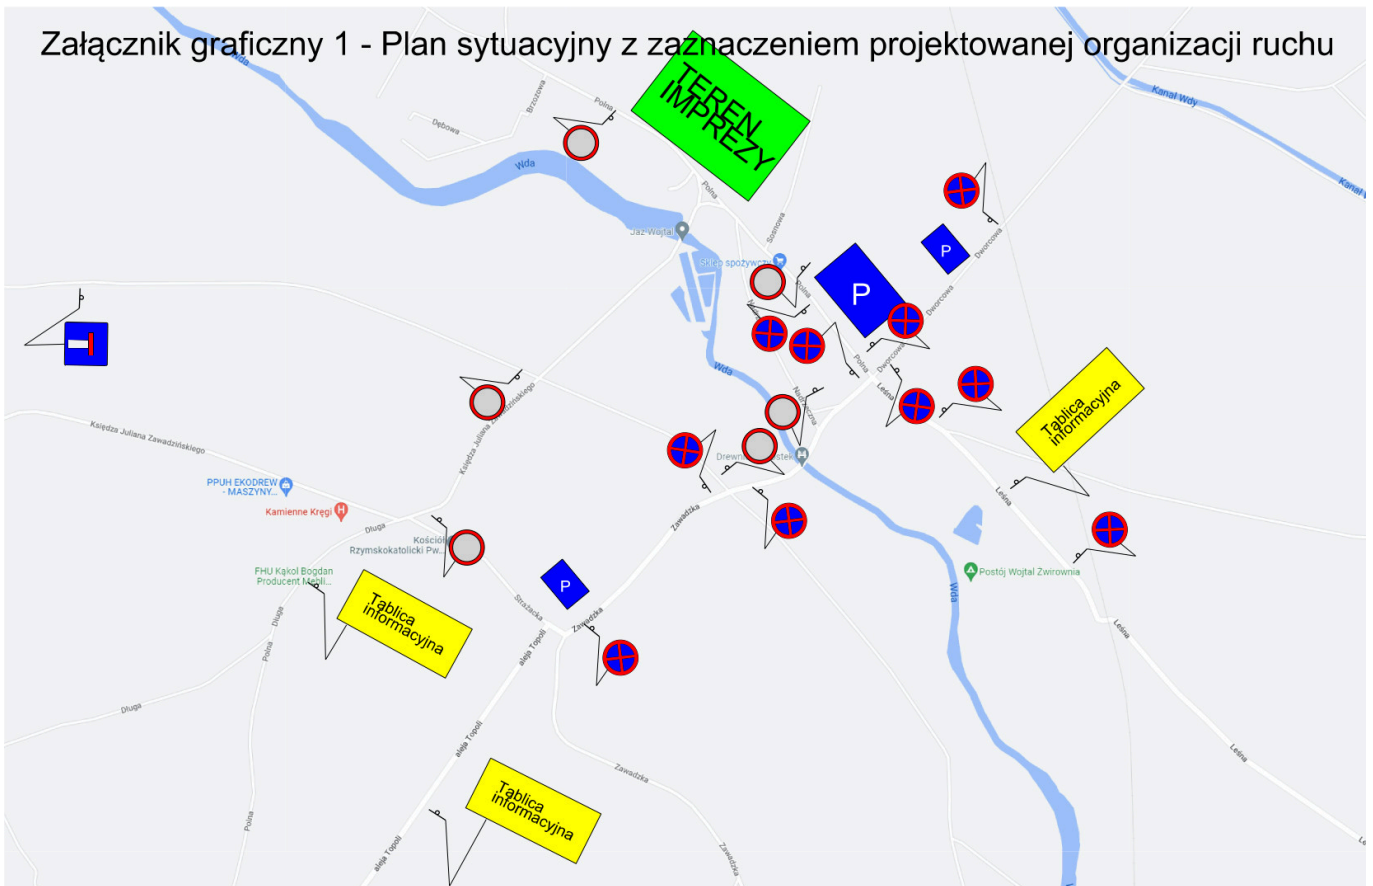 Załącznik graficzny 1 - Plan sytuacyjny z zaznaczeniem projektowanej organizacji ruchu
Wda
Brzozowa
Polna
Dębowa
TEREN
IMPREZY
Kanał Wdy
Wda
Polna
Kanał
Sosnowa
Jaz Wojtal
Dworcowa
Sklep spożywczy
P
Polna
P
Dworcowa
Wda
Polna
Dworcowa
Leśna
Tablica
informacyjna
Nadrzeczna
Księdza Juliana Zawadzińskiego
Księdza Juliana Zawadzińskiego
PPUH EKODREW
- MASZYNY...
Kamienne Kręgi
Długa
Kościół
Rzymskokatolicki Pw...
Zawadzka
Leśna
FHU Kąkol Bogdan
Producent Mebli...
Postój Wojtal Żwirownia
P
Tablica
informacyjna
Strażacka
Zawadzka
Wda
Długa
Polna
aleja Topoli
Leśna
Długa
aleja Topoli
Leśna
Zawadzka
Tablica
informacyjna
Polna
aleja Topoli
Zawadzka